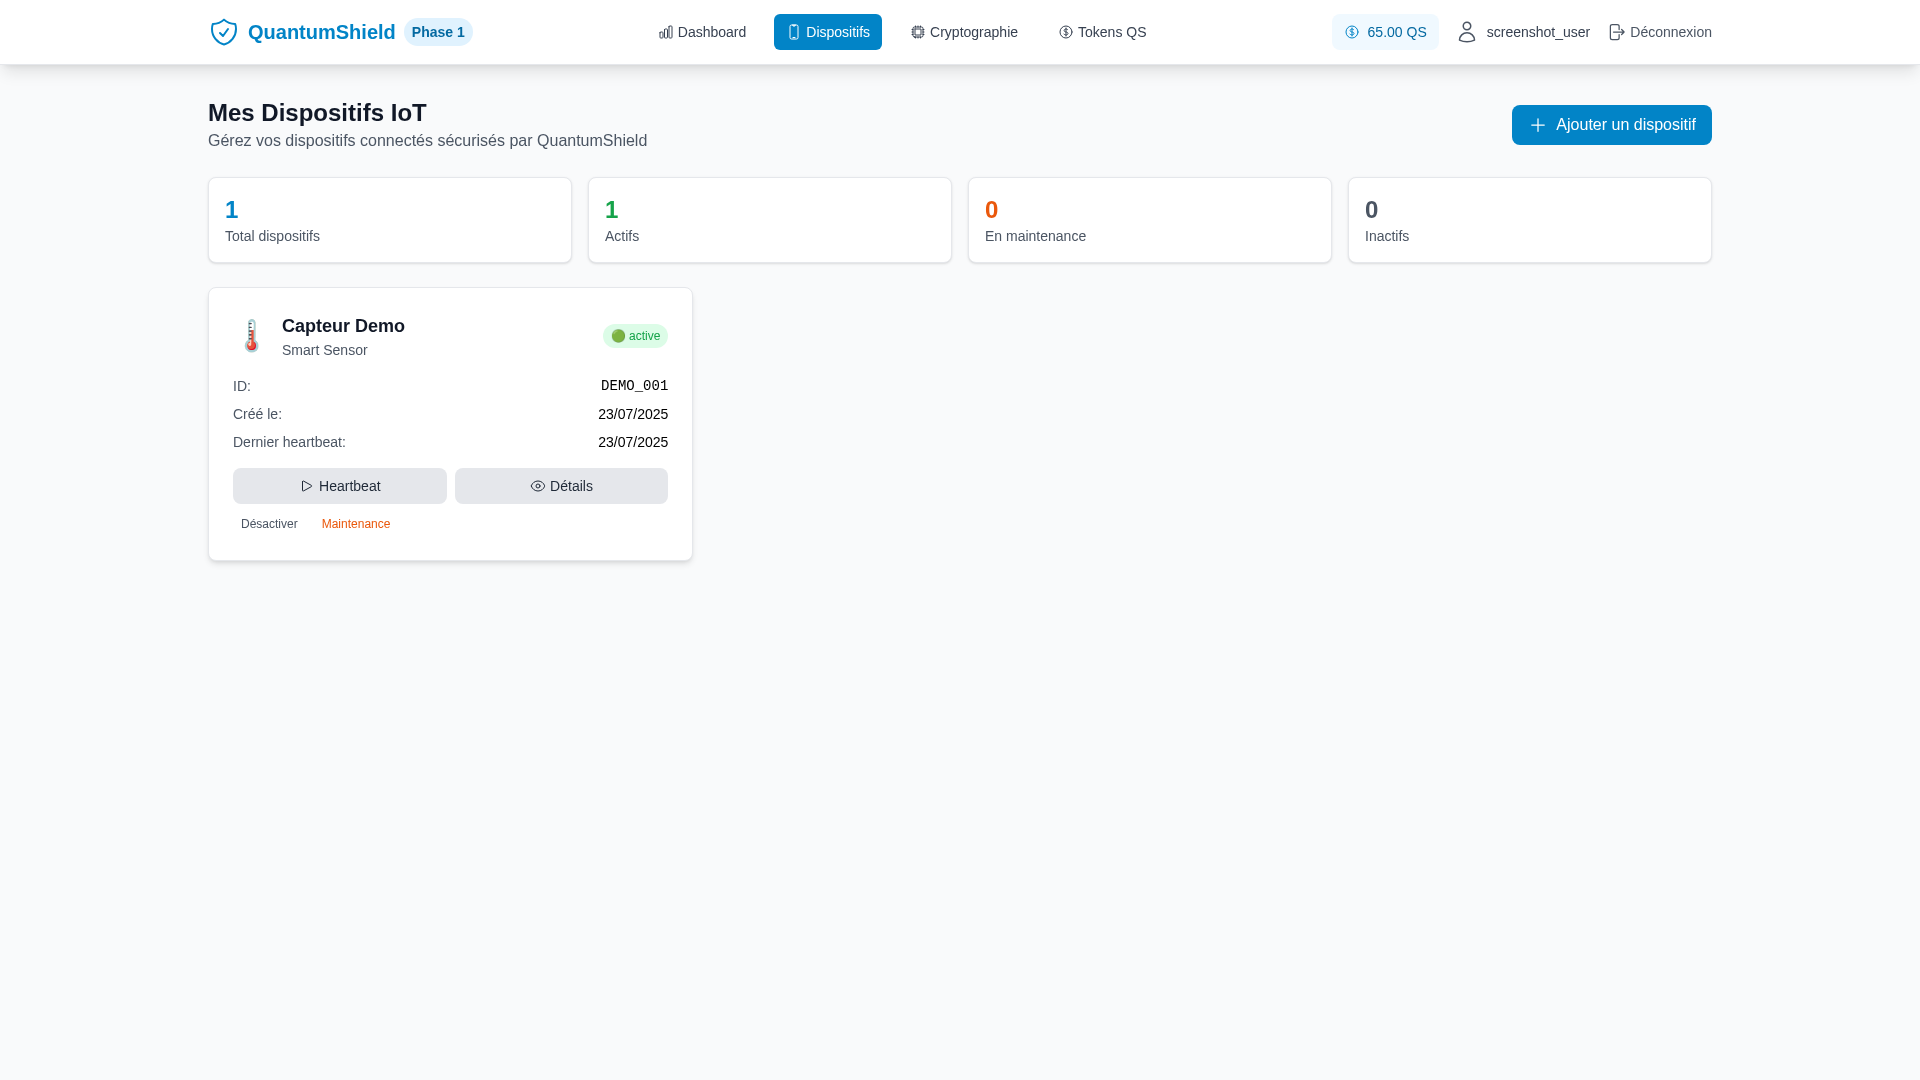 QuantumShield Phase 1 Dashboard Dispositifs Cryptographie Tokens QS 65.00 QS screenshot_user Déconnexion
Mes Dispositifs IoT
Gérez vos dispositifs connectés sécurisés par QuantumShield
Ajouter un dispositif
1 1 0 0
Total dispositifs Actifs En maintenance Inactifs
Capteur Demo
Smart Sensor
active
ID: DEMO_001
Créé le: 23/07/2025
Dernier heartbeat: 23/07/2025
Heartbeat Détails
Désactiver Maintenance